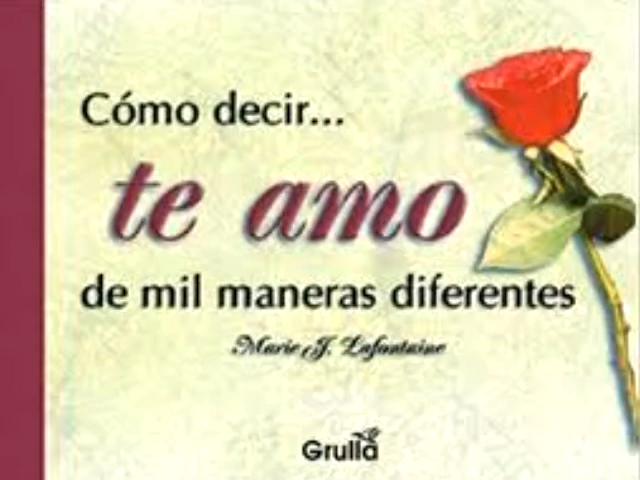 Cómo decir...
te amo
de mil maneras diferentes
Marie J. Lafontaine
Grulla